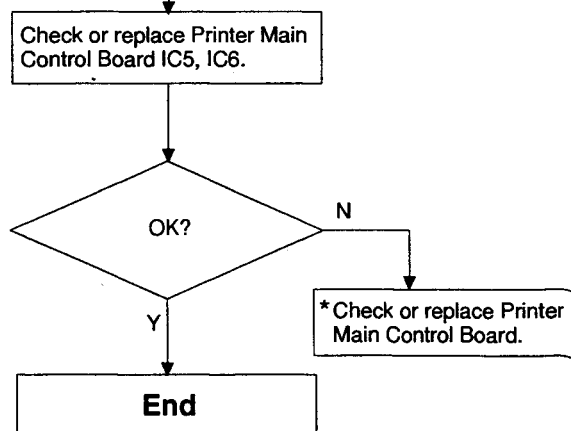 Check or replace Printer Main
Control Board IC5, IC6.
OK?
N
* Check or replace Printer
Main Control Board.
Y
End